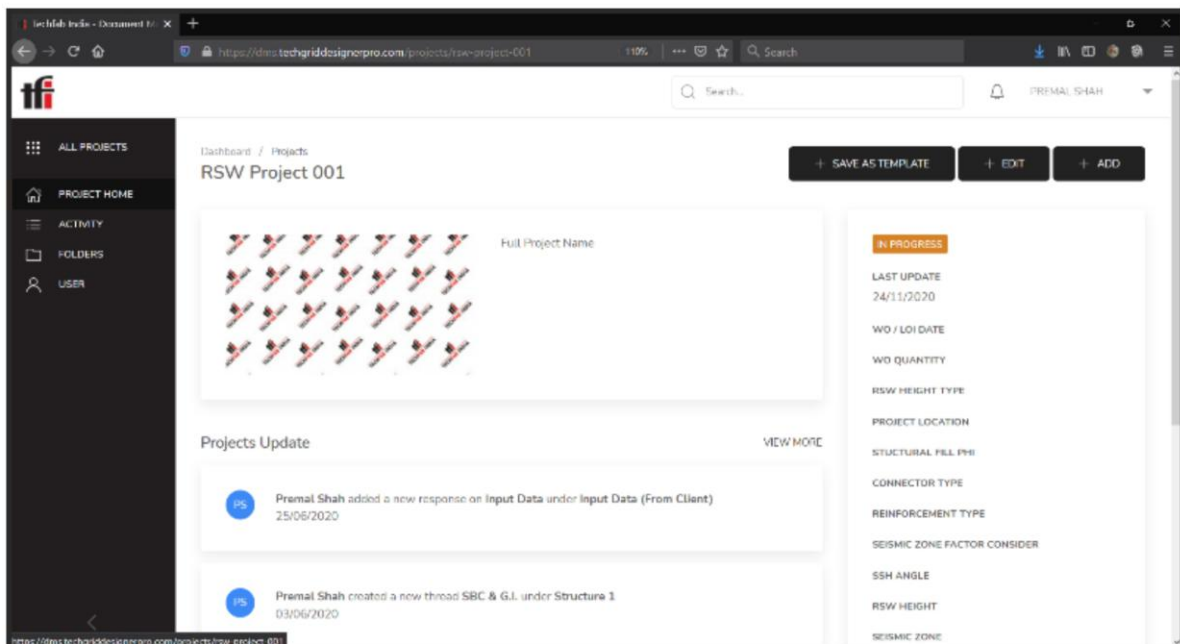 Techfab India - Document M
https://dms.techgriddesignerpro.com/projects/rsw-project-001
110%
Search
tfi
Search...
PREMAL SHAH
ALL PROJECTS
PROJECT HOME
ACTIVITY
FOLDERS
USER
Dashboard / Projects
RSW Project 001
+ SAVE AS TEMPLATE
+ EDIT
+ ADD
Full Project Name
Projects Update
VIEW MORE
PS
Premal Shah added a new response on Input Data under Input Data (From Client)
25/06/2020
PS
Premal Shah created a new thread SBC & G.I. under Structure 1
03/06/2020
IN PROGRESS
LAST UPDATE
24/11/2020
WO / LOI DATE
WO QUANTITY
RSW HEIGHT TYPE
PROJECT LOCATION
STUCTURAL FILL PHI
CONNECTOR TYPE
REINFORCEMENT TYPE
SEISMIC ZONE FACTOR CONSIDER
SSH ANGLE
RSW HEIGHT
SEISMIC ZONE
https://dms.techgriddesignerpro.com/projects/rsw-project-001